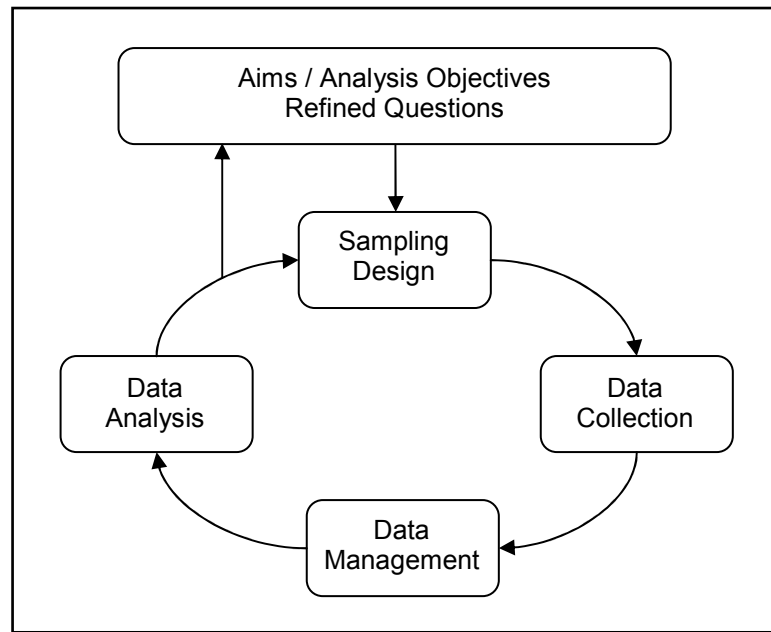 Aims / Analysis Objectives
Refined Questions
Sampling
Design
Data
Analysis
Data
Collection
Data
Management